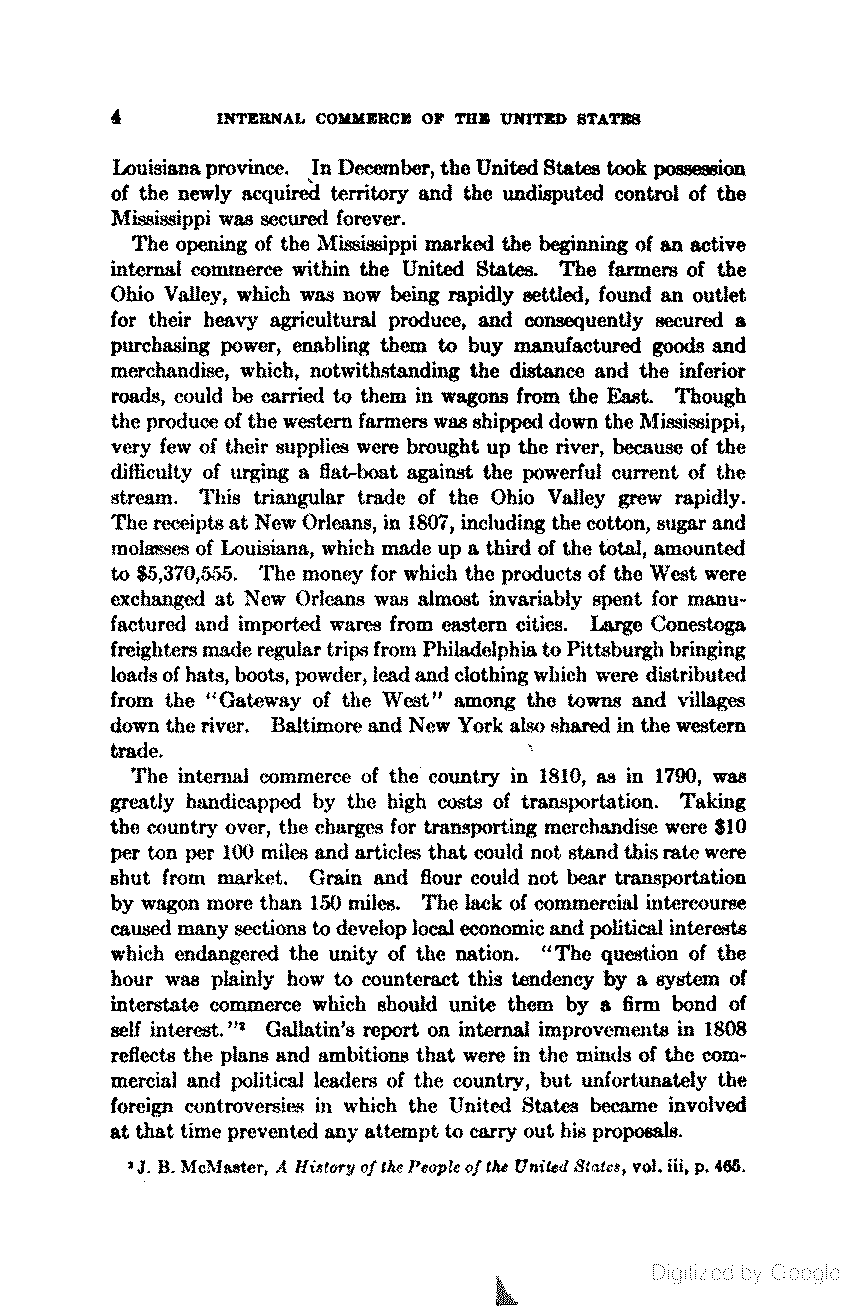 4 INTERNAL COMMERCE OF THE UNITED STATES
Louisiana province. In December, the United States took possession
of the newly acquired territory and the undisputed control of the
Mississippi was secured forever.
The opening of the Mississippi marked the beginning of an active
internal commerce within the United States. The farmers of the
Ohio Valley, which was now being rapidly settled, found an outlet
for their heavy agricultural produce, and consequently secured a
purchasing power, enabling them to buy manufactured goods and
merchandise, which, notwithstanding the distance and the inferior
roads, could be carried to them in wagons from the East. Though
the produce of the western farmers was shipped down the Mississippi,
very few of their supplies were brought up the river, because of the
difficulty of urging a flat-boat against the powerful current of the
stream. This triangular trade of the Ohio Valley grew rapidly.
The receipts at New Orleans, in 1807, including the cotton, sugar and
molasses of Louisiana, which made up a third of the total, amounted
to $5,370,555. The money for which the products of the West were
exchanged at New Orleans was almost invariably spent for manu-
factured and imported wares from eastern cities. Large Conestoga
freighters made regular trips from Philadelphia to Pittsburgh bringing
loads of hats, boots, powder, lead and clothing which were distributed
from the "Gateway of the West" among the towns and villages
down the river. Baltimore and New York also shared in the western
trade.
The internal commerce of the country in 1810, as in 1790, was
greatly handicapped by the high costs of transportation. Taking
the country over, the charges for transporting merchandise were $10
per ton per 100 miles and articles that could not stand this rate were
shut from market. Grain and flour could not bear transportation
by wagon more than 150 miles. The lack of commercial intercourse
caused many sections to develop local economic and political interests
which endangered the unity of the nation. "The question of the
hour was plainly how to counteract this tendency by a system of
interstate commerce which should unite them by a firm bond of
self interest."² Gallatin's report on internal improvements in 1808
reflects the plans and ambitions that were in the minds of the com-
mercial and political leaders of the country, but unfortunately the
foreign controversies in which the United States became involved
at that time prevented any attempt to carry out his proposals.
² J. B. McMaster, A History of the People of the United States, vol. iii, p. 465.
Digitized by Google